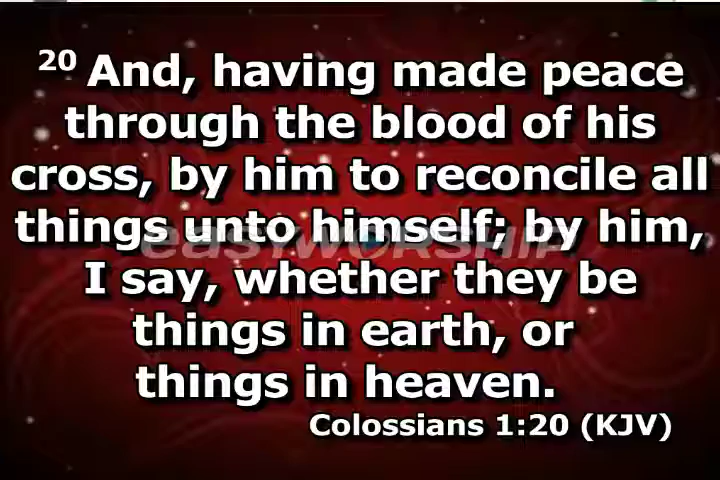 20 And, having made peace
through the blood of his
cross, by him to reconcile all
things unto himself; by him,
EASYWORSHIP
I say, whether they be
things in earth, or
things in heaven.
Colossians 1:20 (KJV)